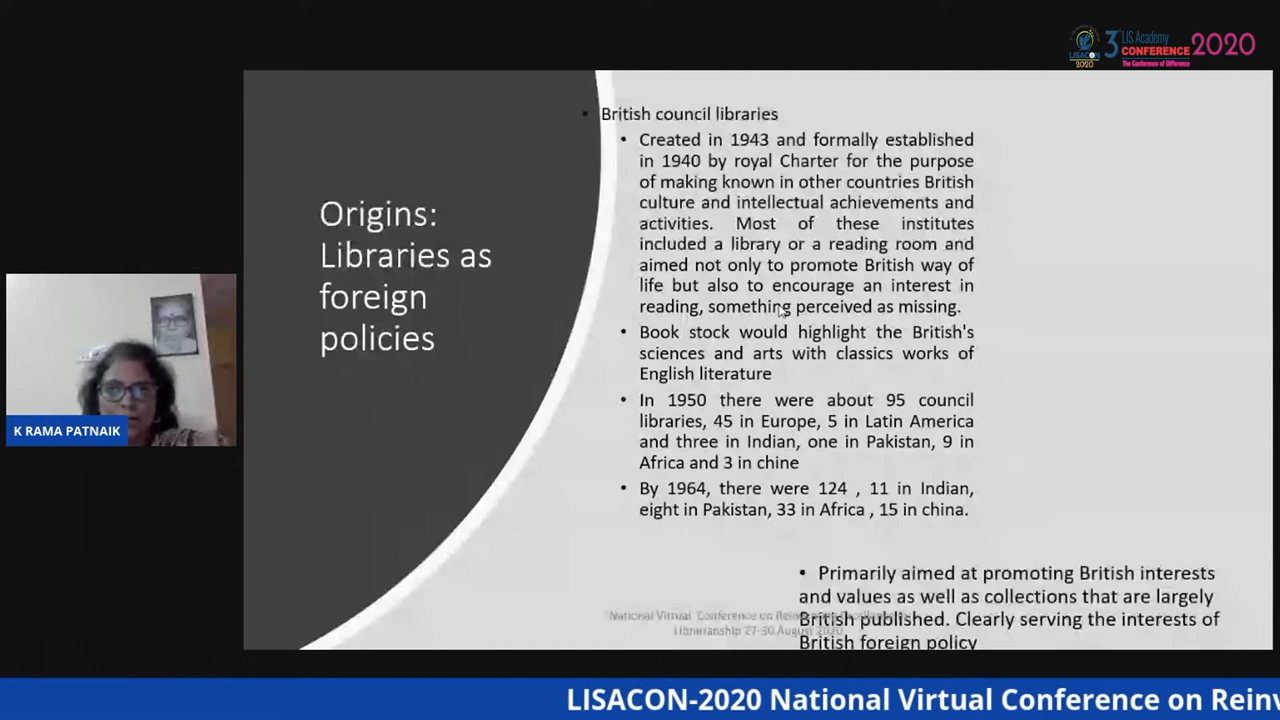 LISACON
2020
3rd LIS Academy
CONFERENCE 2020
The Conference of Difference
Origins:
Libraries as
foreign
policies
• British council libraries
• Created in 1943 and formally established
in 1940 by royal Charter for the purpose
of making known in other countries British
culture and intellectual achievements and
activities. Most of these institutes
included a library or a reading room and
aimed not only to promote British way of
life but also to encourage an interest in
reading, something perceived as missing.
• Book stock would highlight the British's
sciences and arts with classics works of
English literature
• In 1950 there were about 95 council
libraries, 45 in Europe, 5 in Latin America
and three in Indian, one in Pakistan, 9 in
Africa and 3 in chine
• By 1964, there were 124 , 11 in Indian,
eight in Pakistan, 33 in Africa , 15 in china.
• Primarily aimed at promoting British interests
and values as well as collections that are largely
British published. Clearly serving the interests of
British foreign policy
National Virtual Conference on
Librarianship 27-30 August 2020
K RAMA PATNAIK
LISACON-2020 National Virtual Conference on Reinv